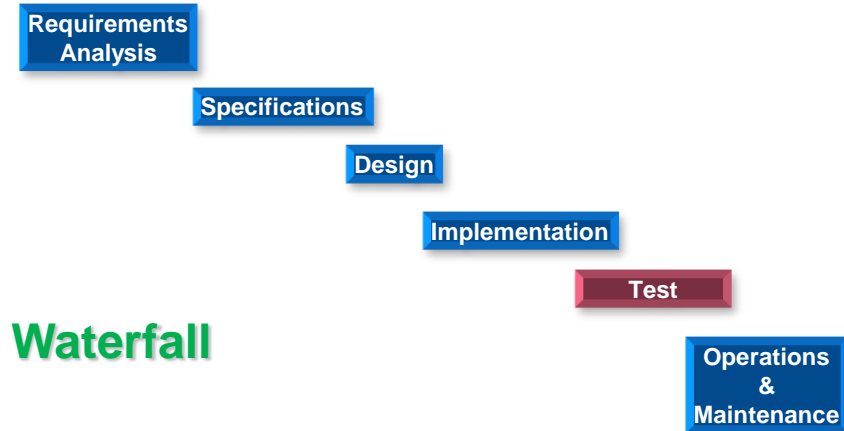 Requirements
Analysis
Specifications
Design
Implementation
Test
Waterfall
Operations
&
Maintenance